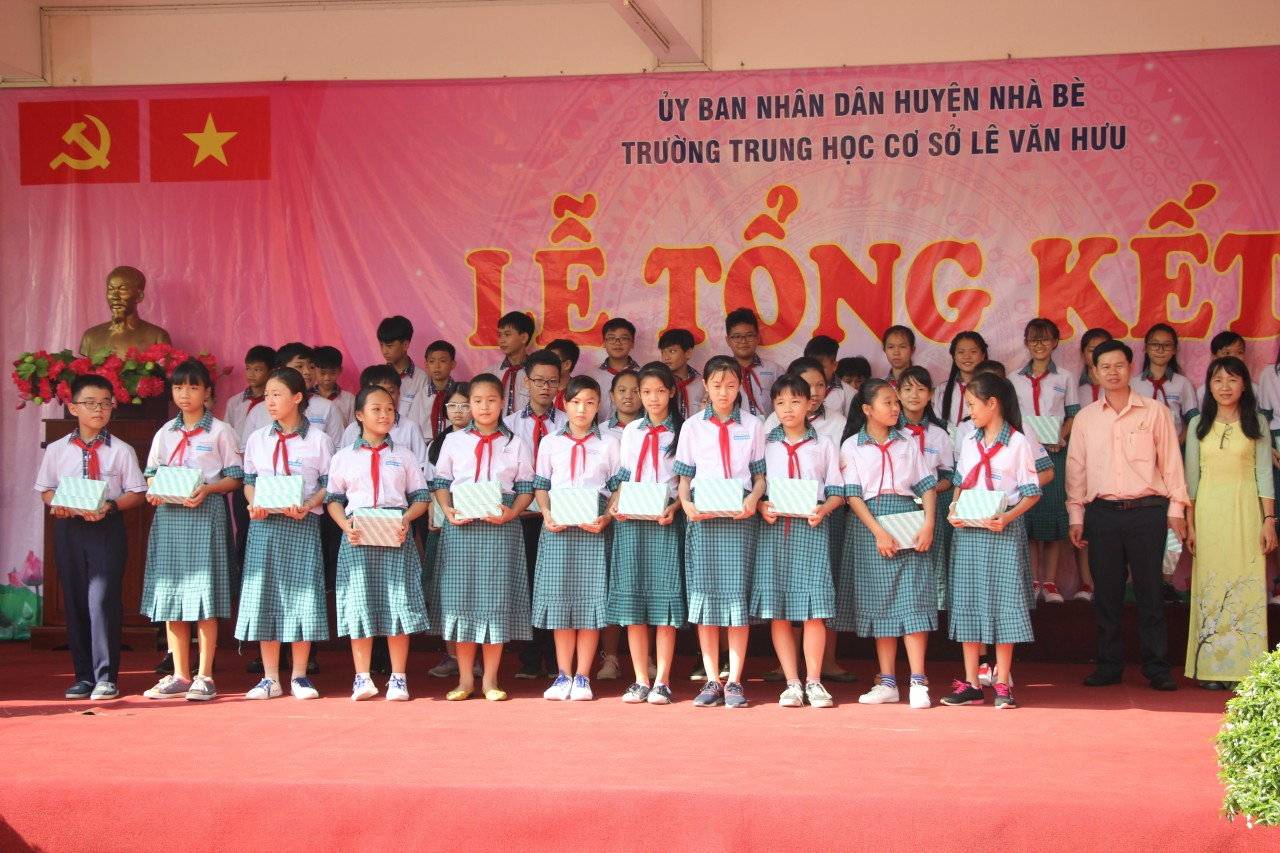 ỦY BAN NHÂN DÂN HUYỆN NHÀ BÈ
TRƯỜNG TRUNG HỌC CƠ SỞ LÊ VĂN HƯU
LỄ TỔNG KẾT